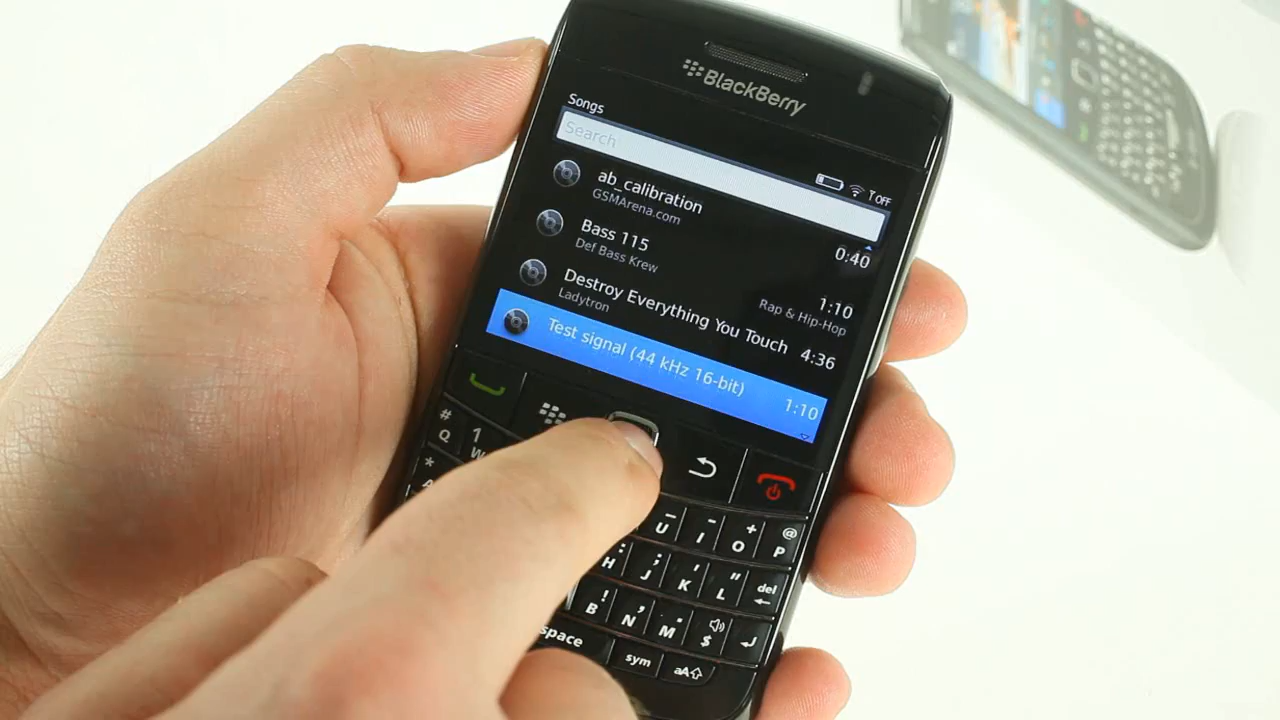 BlackBerry
Songs
OFF
Search
ab_calibration
GSMArena.com
0:40
Bass 115
Def Bass Krew
1:10
Rap & Hip-Hop
Destroy Everything You Touch
Ladytron
4:36
Test signal (44 kHz 16-bit)
1:10
# Q 1 W
* A
_ U - I + O @ P
: H ; J ' K " L del
! B , N . M $
space sym aA